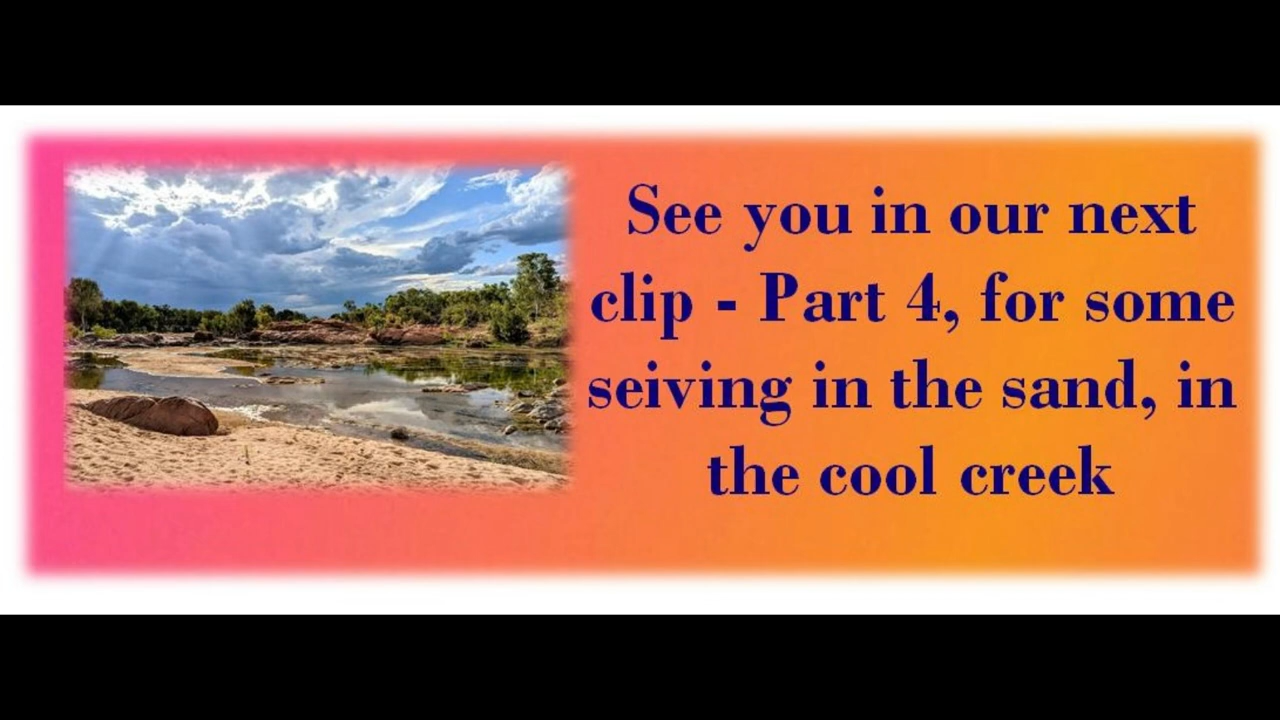 See you in our next
clip - Part 4, for some
seiving in the sand, in
the cool creek